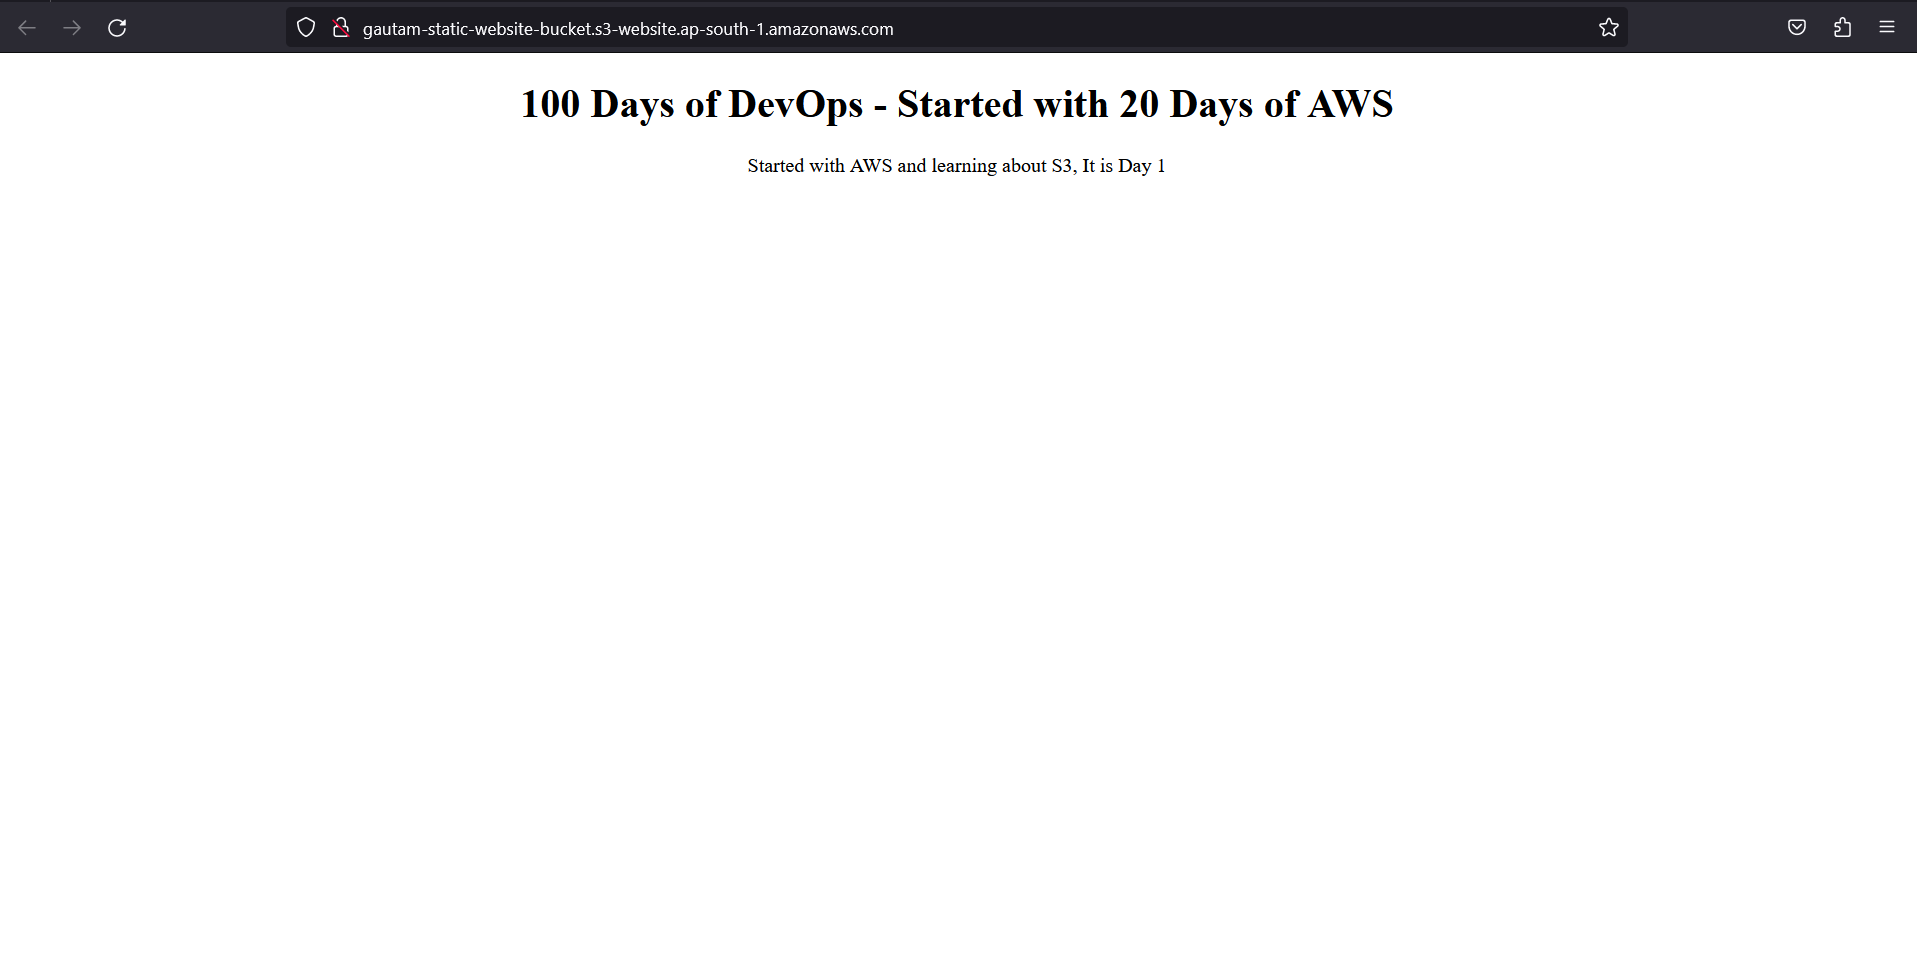 gautam-static-website-bucket.s3-website.ap-south-1.amazonaws.com
100 Days of DevOps - Started with 20 Days of AWS
Started with AWS and learning about S3, It is Day 1